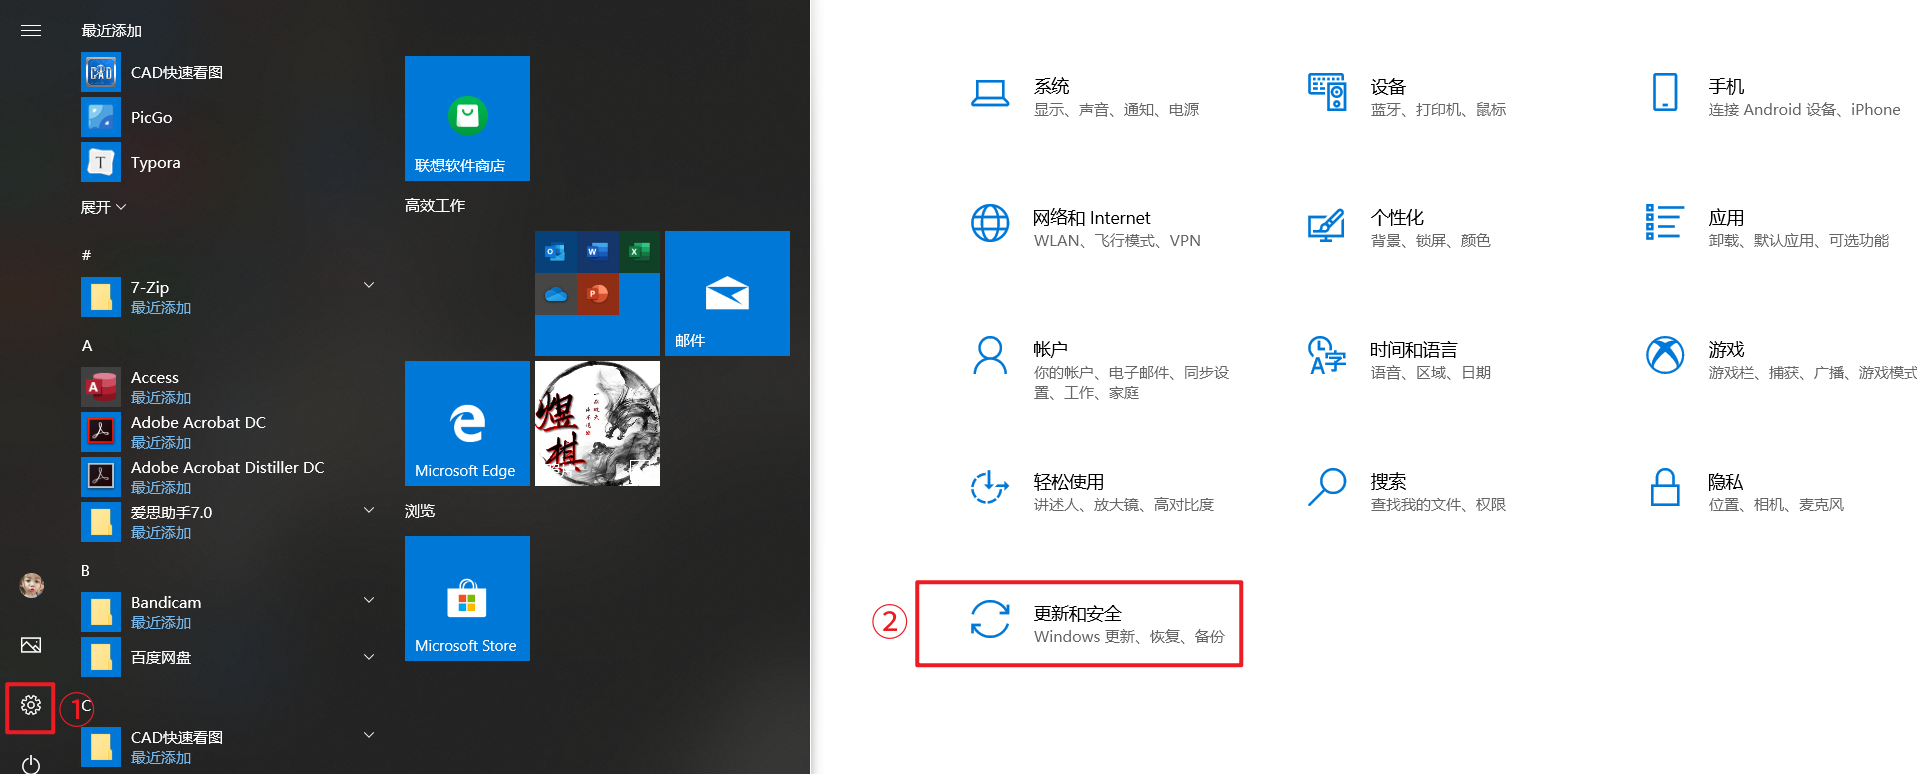 最近添加
CAD快速看图
PicGo
Typora
展开
#
7-Zip
最近添加
A
Access
最近添加
Adobe Acrobat DC
最近添加
Adobe Acrobat Distiller DC
最近添加
爱思助手7.0
最近添加
B
Bandicam
最近添加
百度网盘
①
C
CAD快速看图
最近添加
联想软件商店
高效工作
邮件
Microsoft Edge
煜棋
浏览
Microsoft Store
系统
显示、声音、通知、电源
设备
蓝牙、打印机、鼠标
手机
连接 Android 设备、iPhone
网络和 Internet
WLAN、飞行模式、VPN
个性化
背景、锁屏、颜色
应用
卸载、默认应用、可选功能
帐户
你的帐户、电子邮件、同步设
置、工作、家庭
时间和语言
语音、区域、日期
游戏
游戏栏、捕获、广播、游戏模式
轻松使用
讲述人、放大镜、高对比度
搜索
查找我的文件、权限
隐私
位置、相机、麦克风
②
更新和安全
Windows 更新、恢复、备份